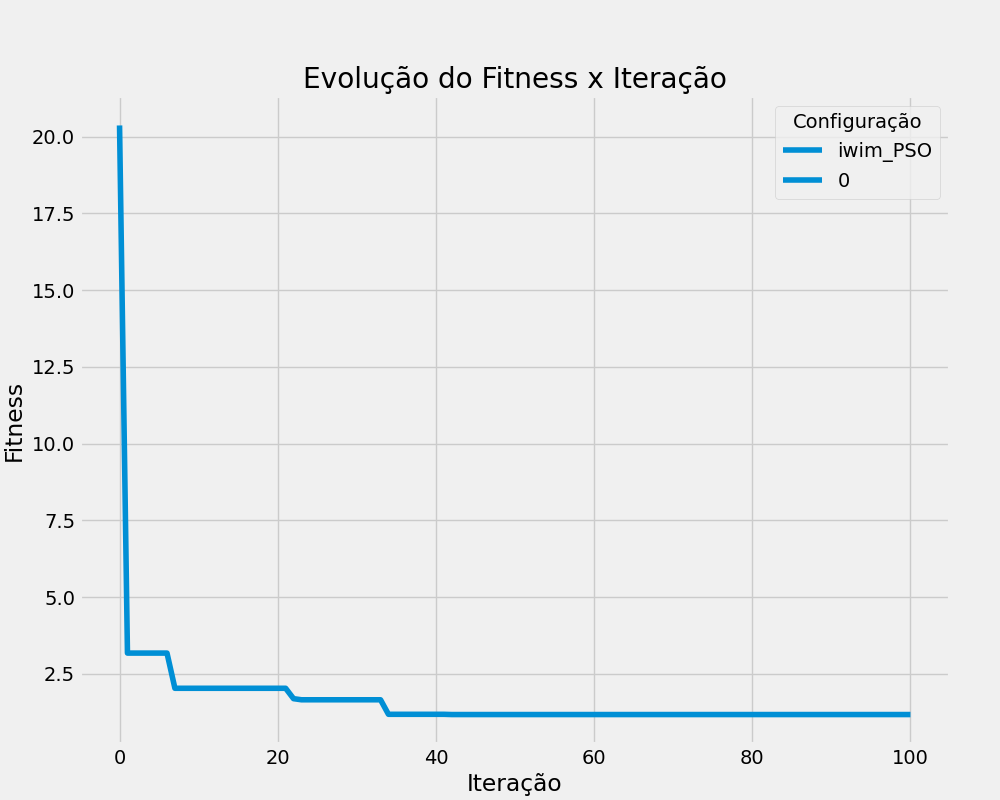 Evolução do Fitness x Iteração
Configuração
iwim_PSO
0
Fitness
20.0
17.5
15.0
12.5
10.0
7.5
5.0
2.5
0 20 40 60 80 100
Iteração